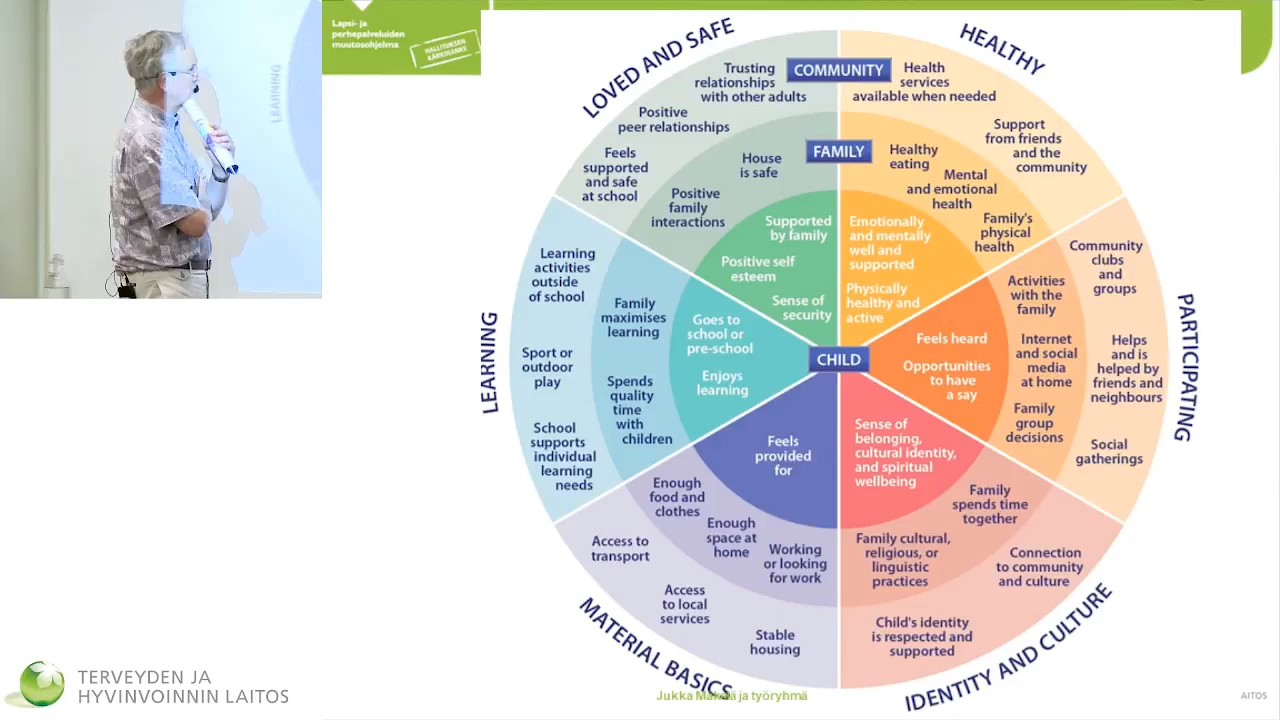 Lapsi- ja
perhepalveluiden
muutosohjelma
HALLITUKSEN
KÄRKIHANKE
LEARNING
LOVED AND SAFE
HEALTHY
COMMUNITY
Trusting
relationships
with other adults
Positive
peer relationships
Feels
supported
and safe
at school
Health
services
available when needed
Support
from friends
and the
community
FAMILY
House
is safe
Positive
family
interactions
Healthy
eating
Mental
and emotional
health
Family's
physical
health
Supported
by family
Positive self
esteem
Sense of
security
Emotionally
and mentally
well and
supported
Physically
healthy and
active
LEARNING
Learning
activities
outside
of school
Sport or
outdoor
play
School
supports
individual
learning
needs
Family
maximises
learning
Spends
quality
time
with
children
Goes to
school or
pre-school
Enjoys
learning
CHILD
Feels heard
Opportunities
to have
a say
Activities
with the
family
Internet
and social
media
at home
Family
group
decisions
Community
clubs
and
groups
Helps
and is
helped by
friends and
neighbours
Social
gatherings
PARTICIPATING
Feels
provided
for
Enough
food and
clothes
Enough
space at
home
Working
or looking
for work
Access to
transport
Access
to local
services
Stable
housing
MATERIAL BASICS
Sense of
belonging,
cultural identity,
and spiritual
wellbeing
Family
spends time
together
Family cultural,
religious, or
linguistic
practices
Connection
to community
and culture
Child's identity
is respected and
supported
IDENTITY AND CULTURE
Jukka Mäkelä ja työryhmä
AITOS
TERVEYDEN JA
HYVINVOINNIN LAITOS